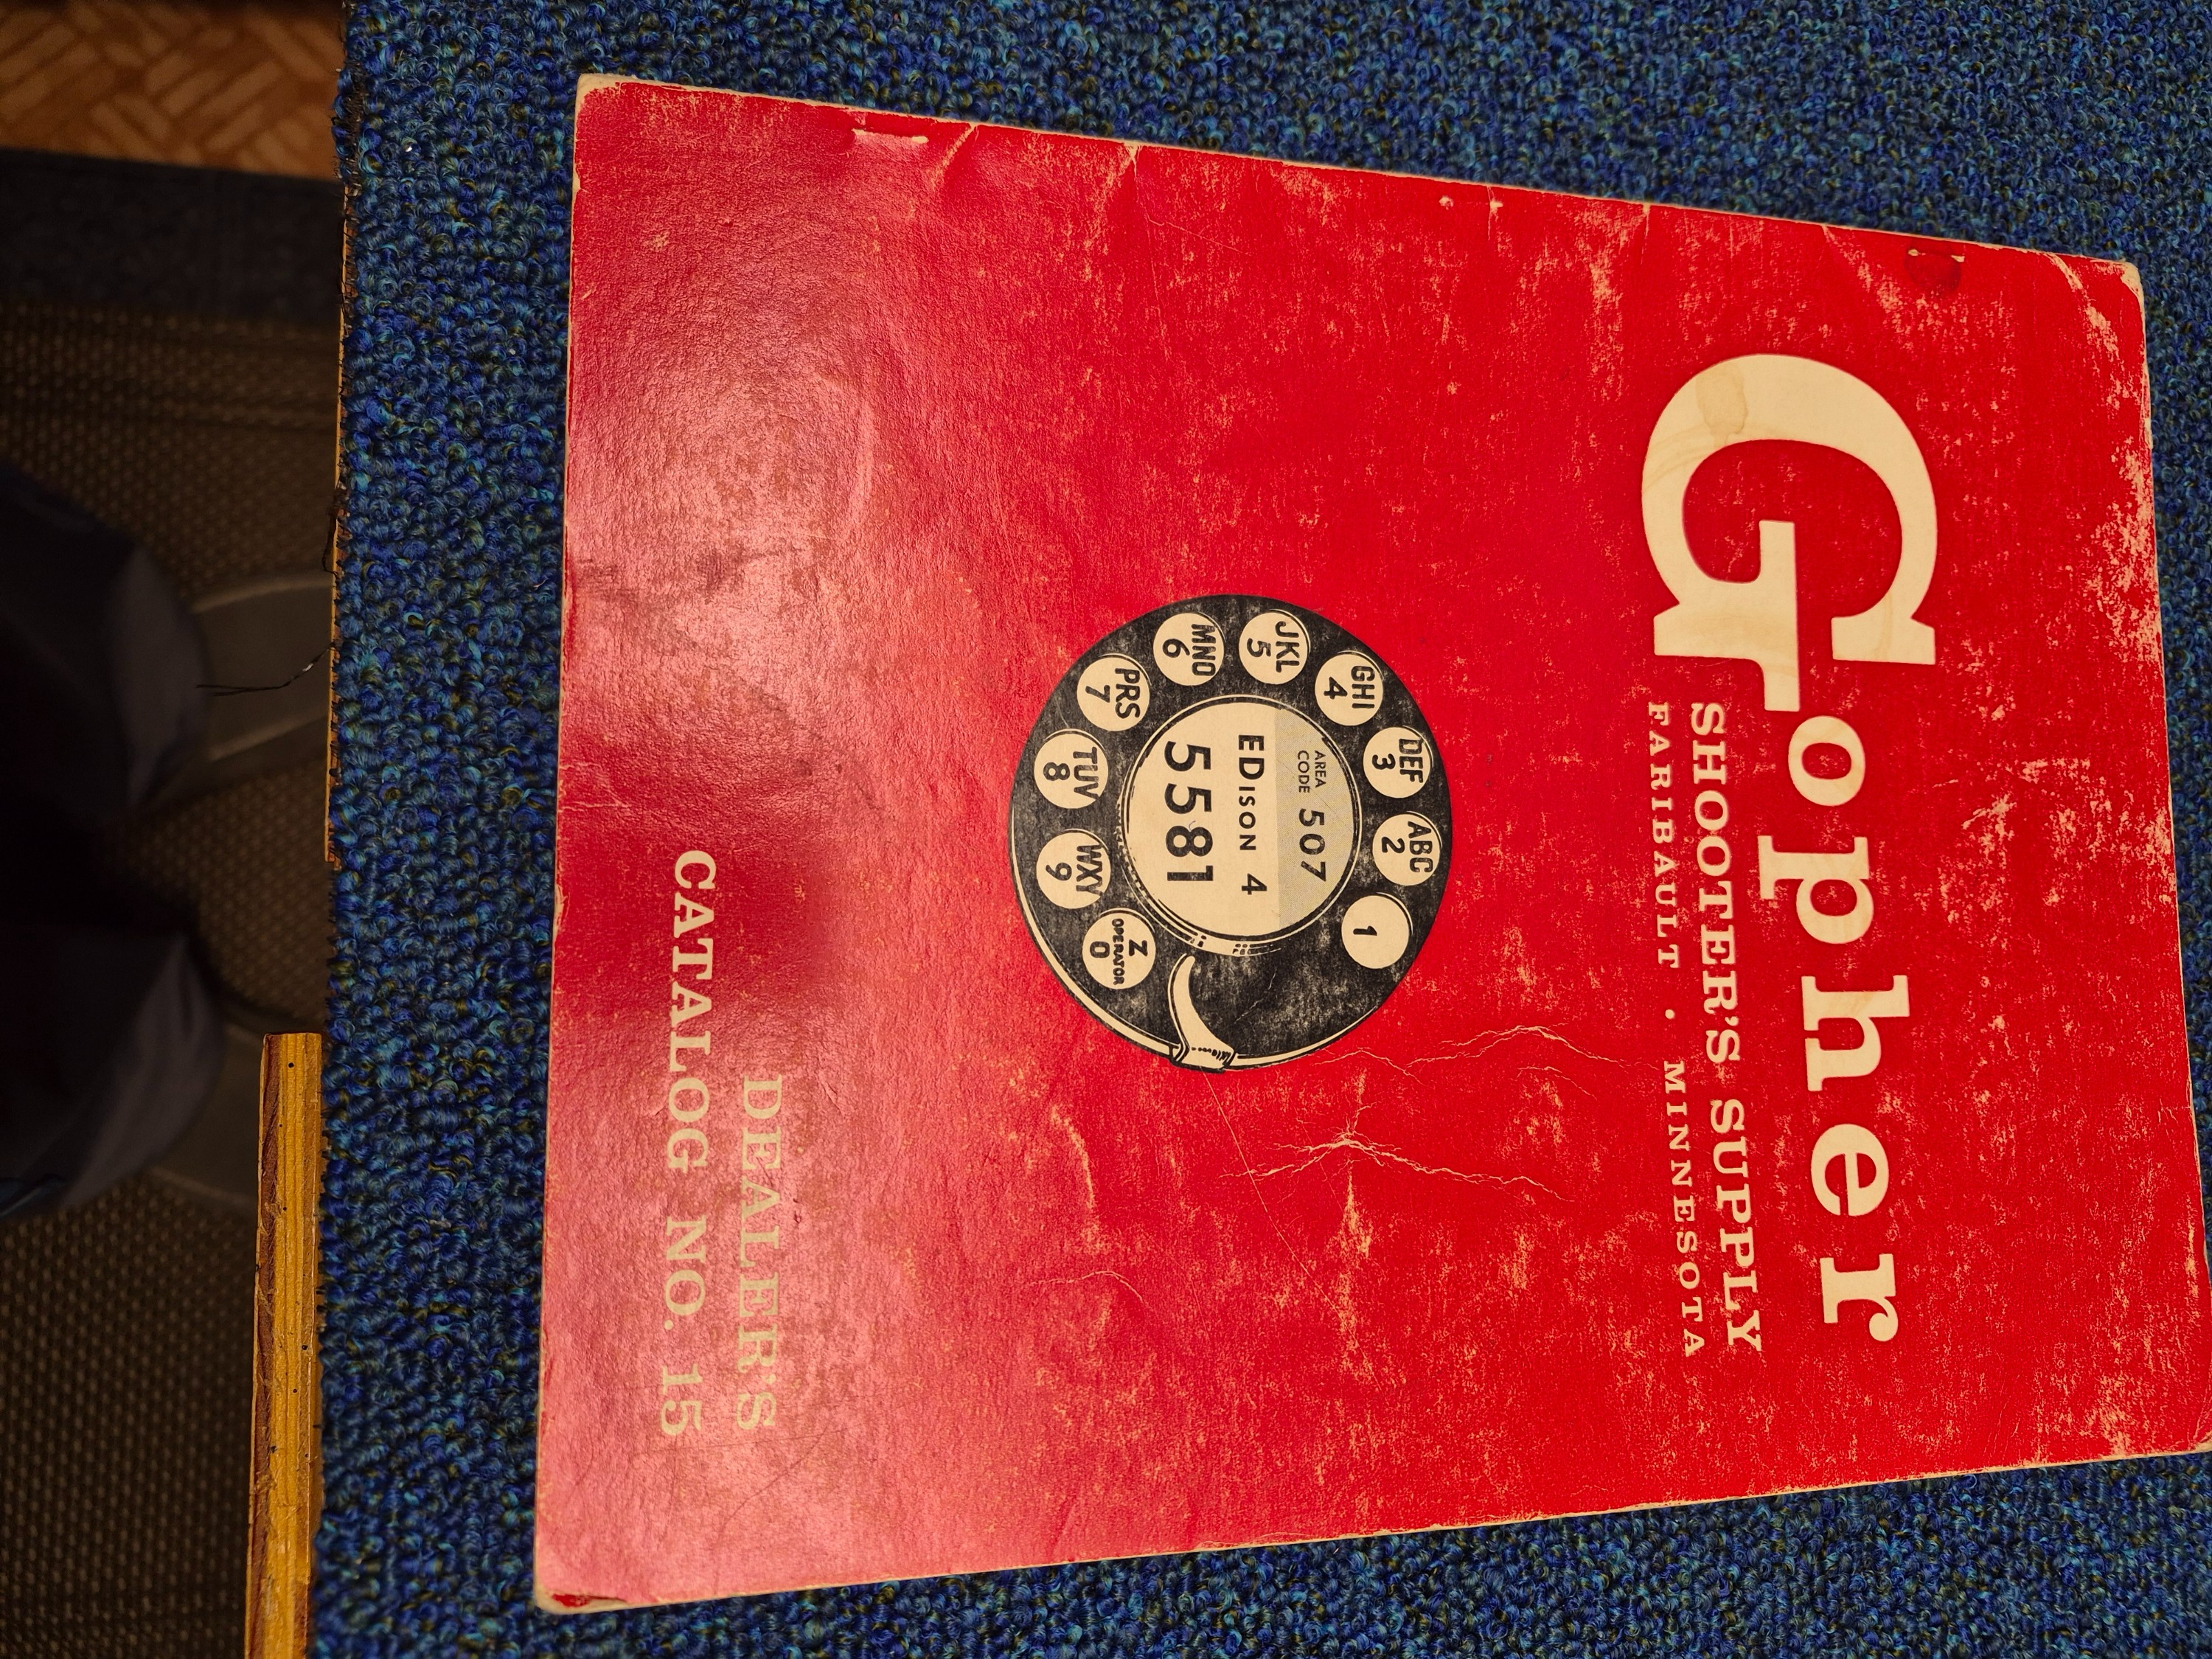 Gopher
SHOOTER'S SUPPLY
FARIBAULT • MINNESOTA
1
ABC
2
DEF
3
GHI
4
JKL
5
MNO
6
PRS
7
TUV
8
WXY
9
Z
OPERATOR
0
AREA CODE 507
EDISON 4
5581
DEALER'S
CATALOG NO. 15